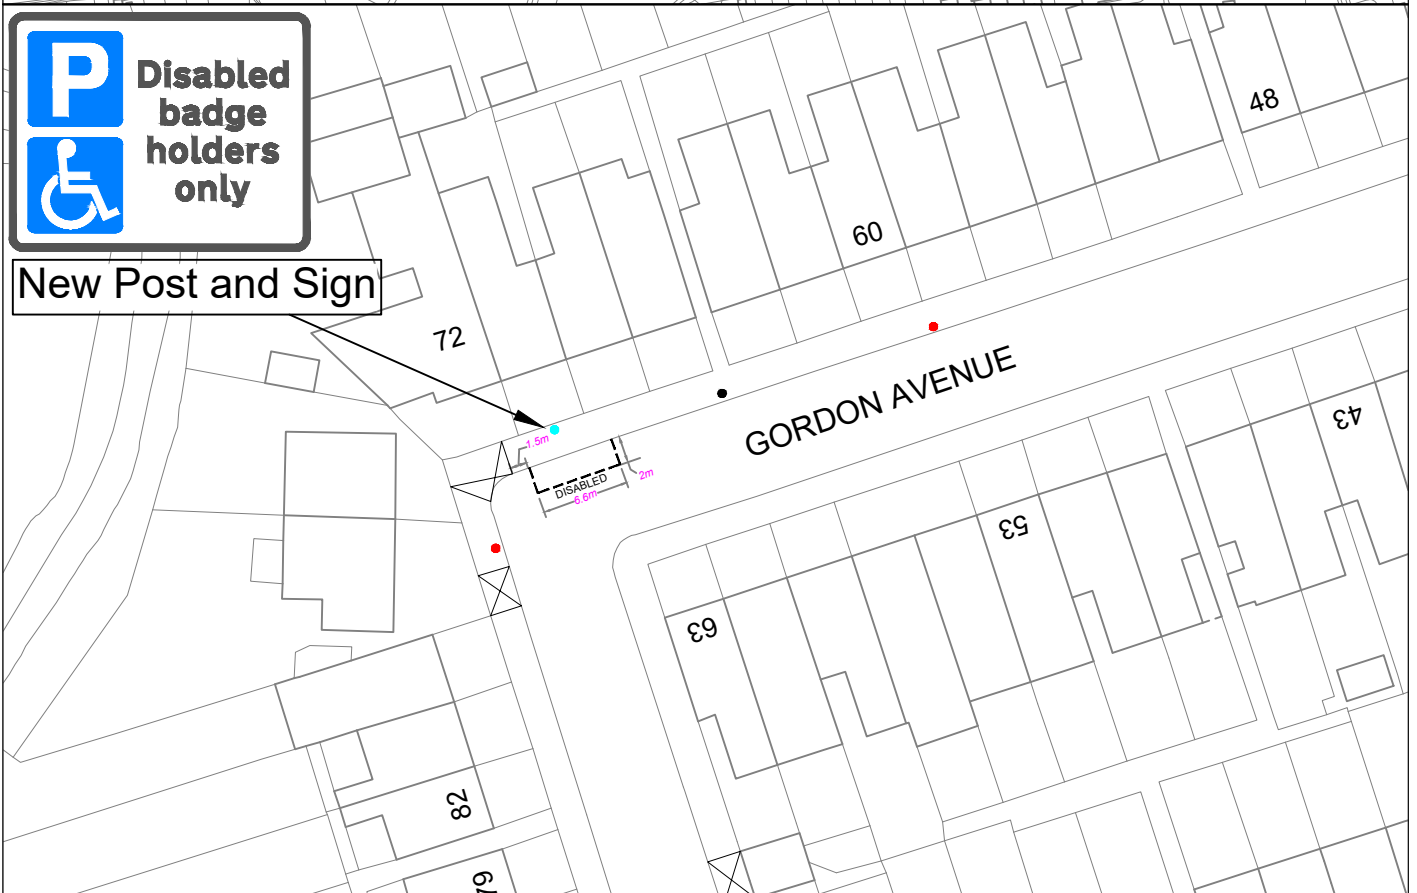 P
Disabled
badge
holders
only
New Post and Sign
48
60
72
GORDON AVENUE
43
1.5m
2m
DISABLED
6.6m
53
63
82
79